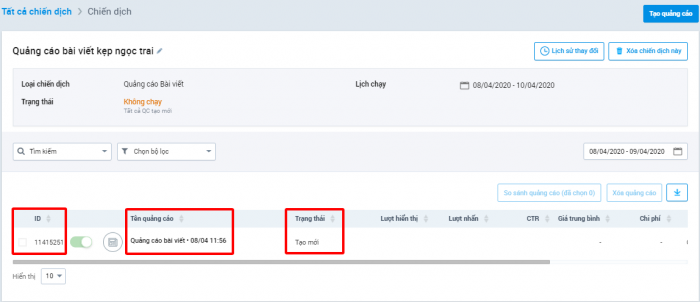 Tất cả chiến dịch > Chiến dịch
Tạo quảng cáo
Quảng cáo bài viết kẹp ngọc trai
Lịch sử thay đổi
Xóa chiến dịch này
Loại chiến dịch Quảng cáo Bài viết Lịch chạy 08/04/2020 - 10/04/2020
Trạng thái Không chạy
Tất cả QC tạo mới
Tìm kiếm Chọn bộ lọc 08/04/2020 - 09/04/2020
So sánh quảng cáo (đã chọn 0) Xóa quảng cáo
ID Tên quảng cáo Trạng thái Lượt hiển thị Lượt nhấn CTR Giá trung bình Chi phí
11415251 Quảng cáo bài viết • 08/04 11:56 Tạo mới - -
Hiển thị 10